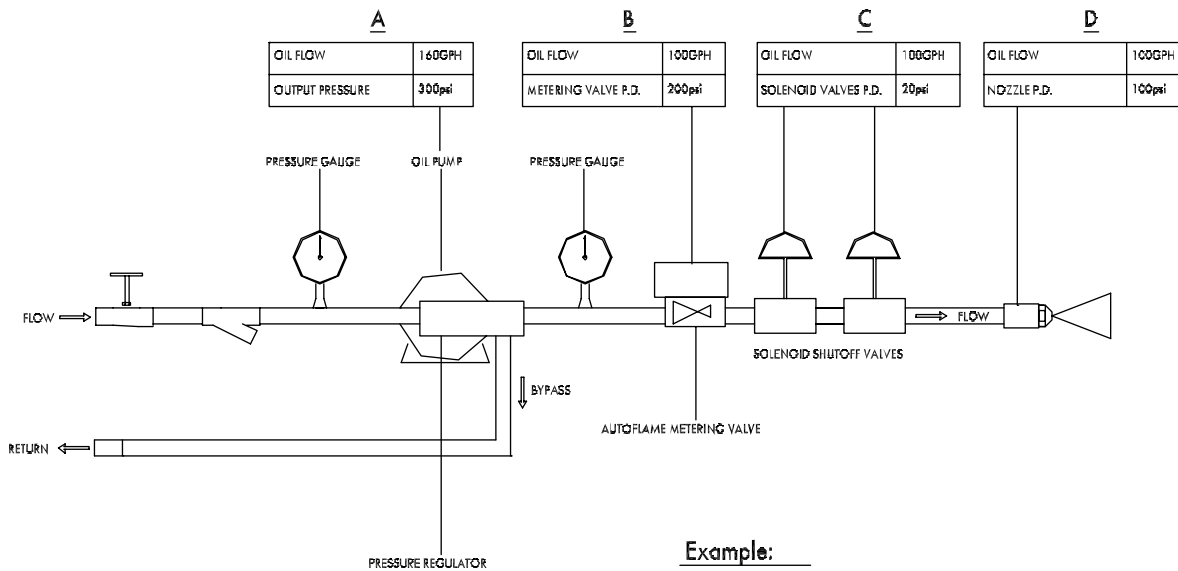 A
B
C
D
OIL FLOW 160GPH
OUTPUT PRESSURE 300psi
OIL FLOW 100GPH
METERING VALVE P.D. 200psi
OIL FLOW 100GPH
SOLENOID VALVES P.D. 20psi
OIL FLOW 100GPH
NOZZLE P.D. 100psi
PRESSURE GAUGE
OIL PUMP
PRESSURE GAUGE
FLOW
FLOW
SOLENOID SHUTOFF VALVES
BYPASS
AUTOFLAME METERING VALVE
RETURN
PRESSURE REGULATOR
Example: